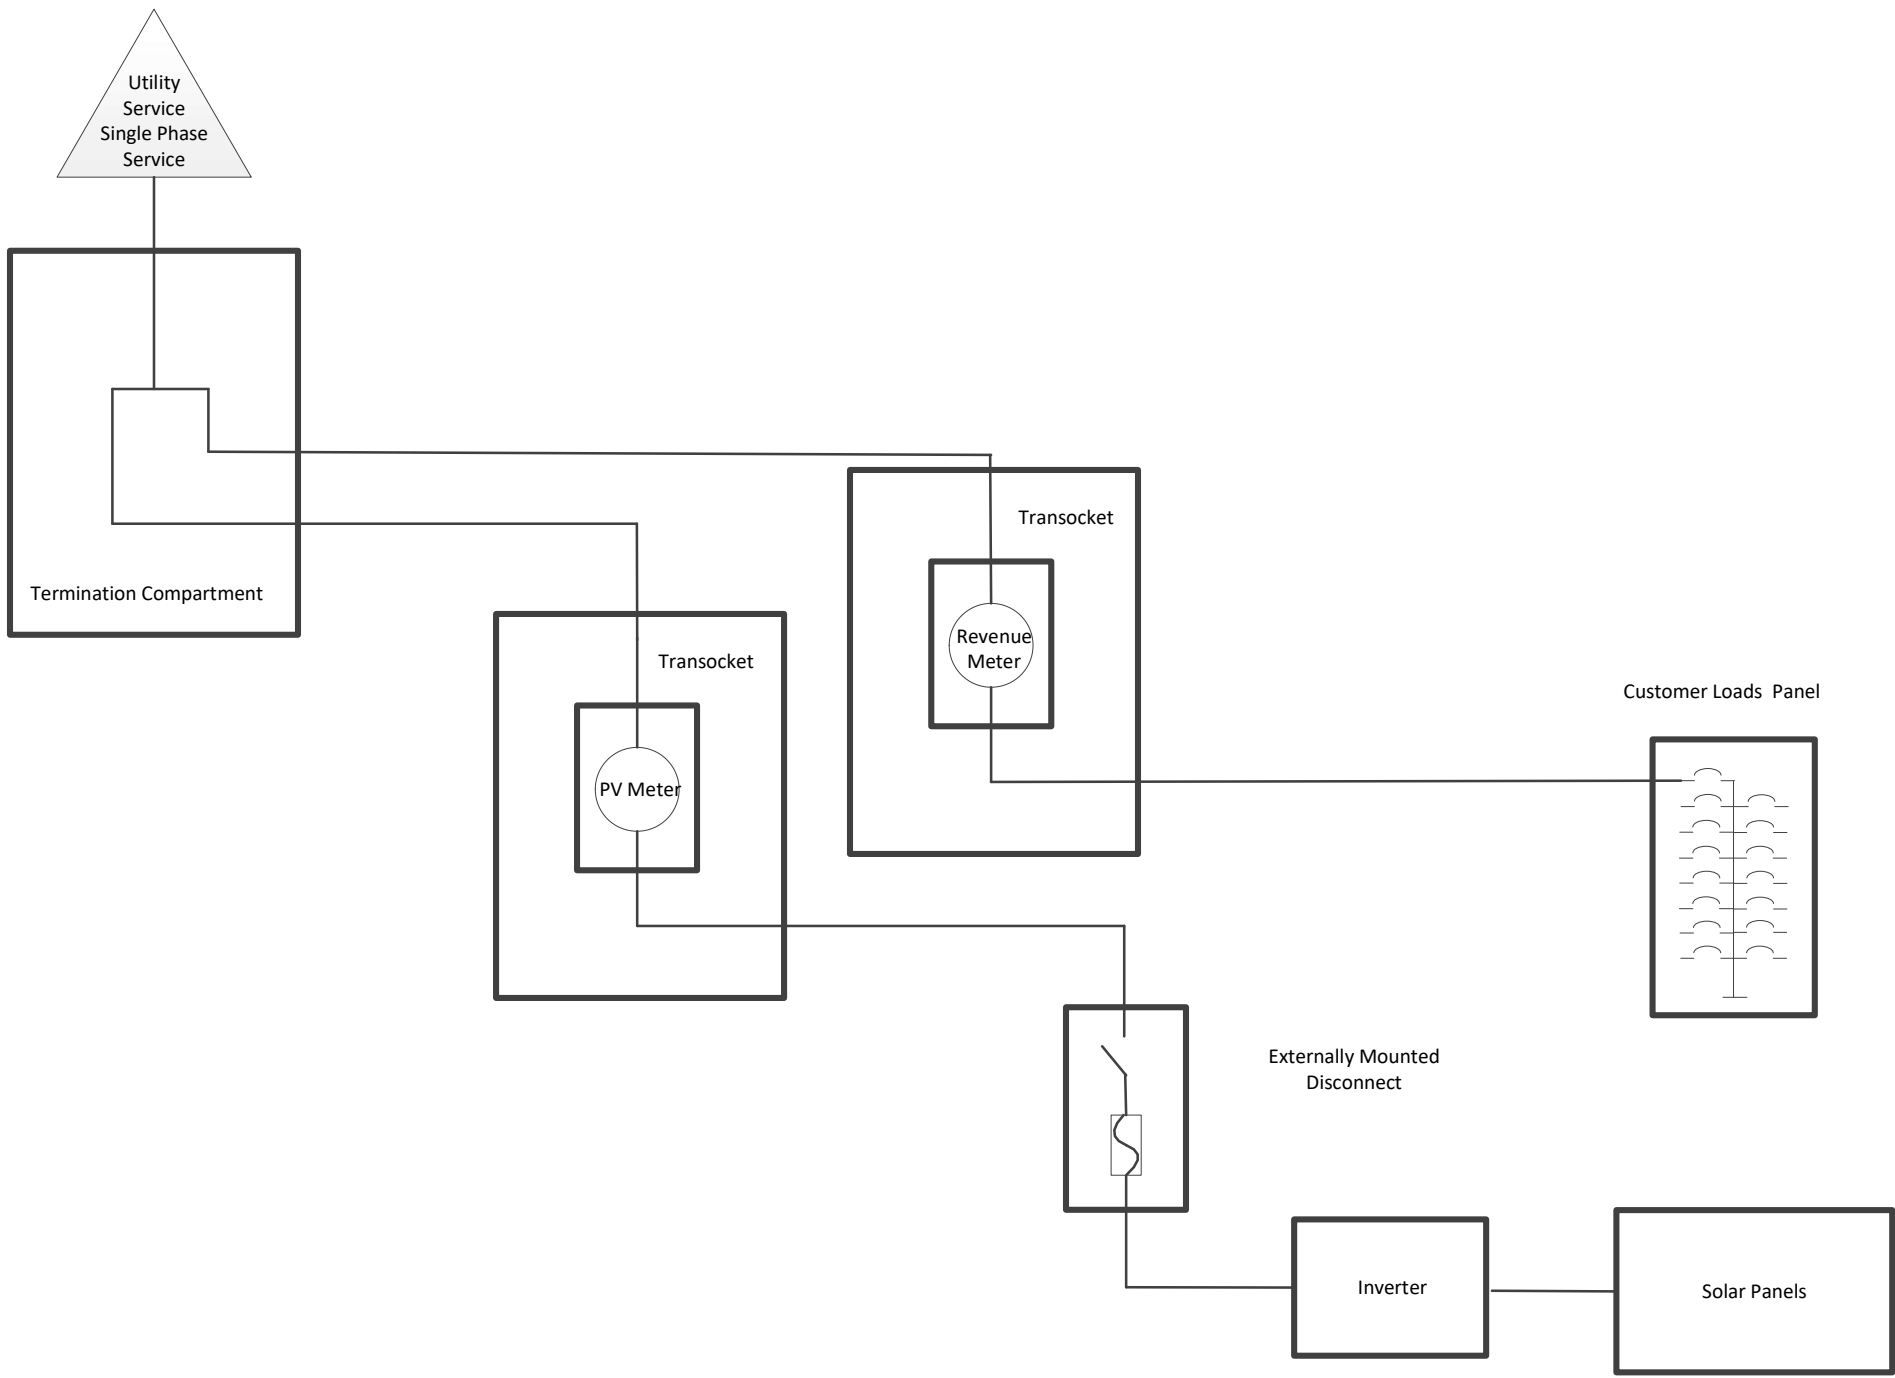 Utility
Service
Single Phase
Service
Transocket
Termination Compartment
Revenue
Meter
Transocket
Customer Loads  Panel
PV Meter
Externally Mounted
Disconnect
Inverter
Solar Panels